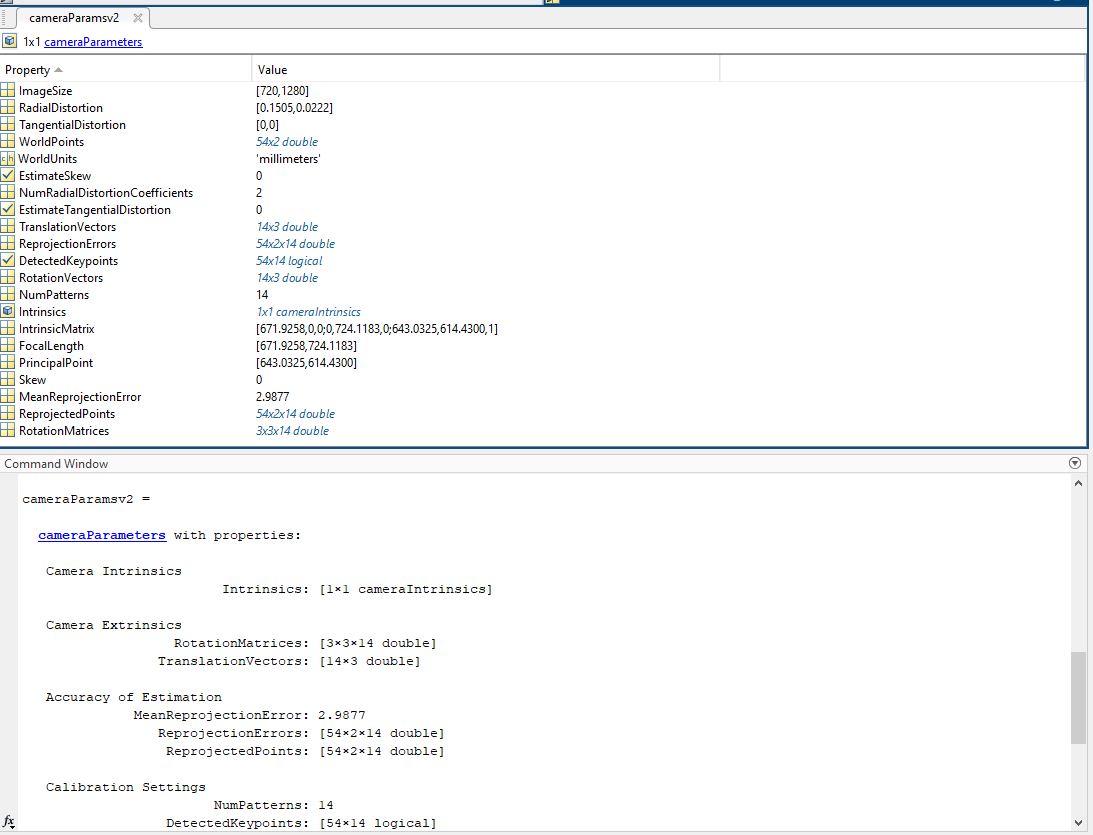 cameraParamsv2
1x1 cameraParameters
Property Value
ImageSize [720,1280]
RadialDistortion [0.1505,0.0222]
TangentialDistortion [0,0]
WorldPoints 54x2 double
WorldUnits 'millimeters'
EstimateSkew 0
NumRadialDistortionCoefficients 2
EstimateTangentialDistortion 0
TranslationVectors 14x3 double
ReprojectionErrors 54x2x14 double
DetectedKeypoints 54x14 logical
RotationVectors 14x3 double
NumPatterns 14
Intrinsics 1x1 cameraIntrinsics
IntrinsicMatrix [671.9258,0,0;0,724.1183,0;643.0325,614.4300,1]
FocalLength [671.9258,724.1183]
PrincipalPoint [643.0325,614.4300]
Skew 0
MeanReprojectionError 2.9877
ReprojectedPoints 54x2x14 double
RotationMatrices 3x3x14 double
Command Window
cameraParamsv2 =
cameraParameters with properties:
Camera Intrinsics
Intrinsics: [1×1 cameraIntrinsics]
Camera Extrinsics
RotationMatrices: [3×3×14 double]
TranslationVectors: [14×3 double]
Accuracy of Estimation
MeanReprojectionError: 2.9877
ReprojectionErrors: [54×2×14 double]
ReprojectedPoints: [54×2×14 double]
Calibration Settings
NumPatterns: 14
fx DetectedKeypoints: [54×14 logical]